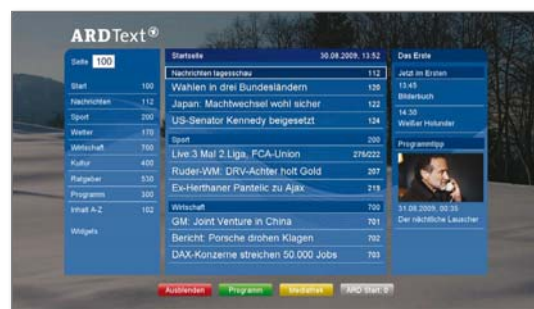 ARDText
Seite 100
Start 100
Nachrichten 112
Sport 200
Wetter 170
Wirtschaft 700
Kultur 400
Ratgeber 530
Programm 300
Inhalt A-Z 102
Widgets
Startseite 30.08.2009, 13:52
Nachrichten tagesschau 112
Wahlen in drei Bundesländern 120
Japan: Machtwechsel wohl sicher 122
US-Senator Kennedy beigesetzt 124
Sport 200
Live:3 Mal 2.Liga, FCA-Union 275/222
Ruder-WM: DRV-Achter holt Gold 207
Ex-Herthaner Pantelic zu Ajax 213
Wirtschaft 700
GM: Joint Venture in China 701
Bericht: Porsche drohen Klagen 702
DAX-Konzerne streichen 50.000 Jobs 703
Das Erste
Jetzt im Ersten
13:45
Bilderbuch
14:30
Weißer Holunder
Programmtipp
31.08.2009, 00:35
Der nächtliche Lauscher
Ausblenden
Programm
Mediathek
ARD Start: 0